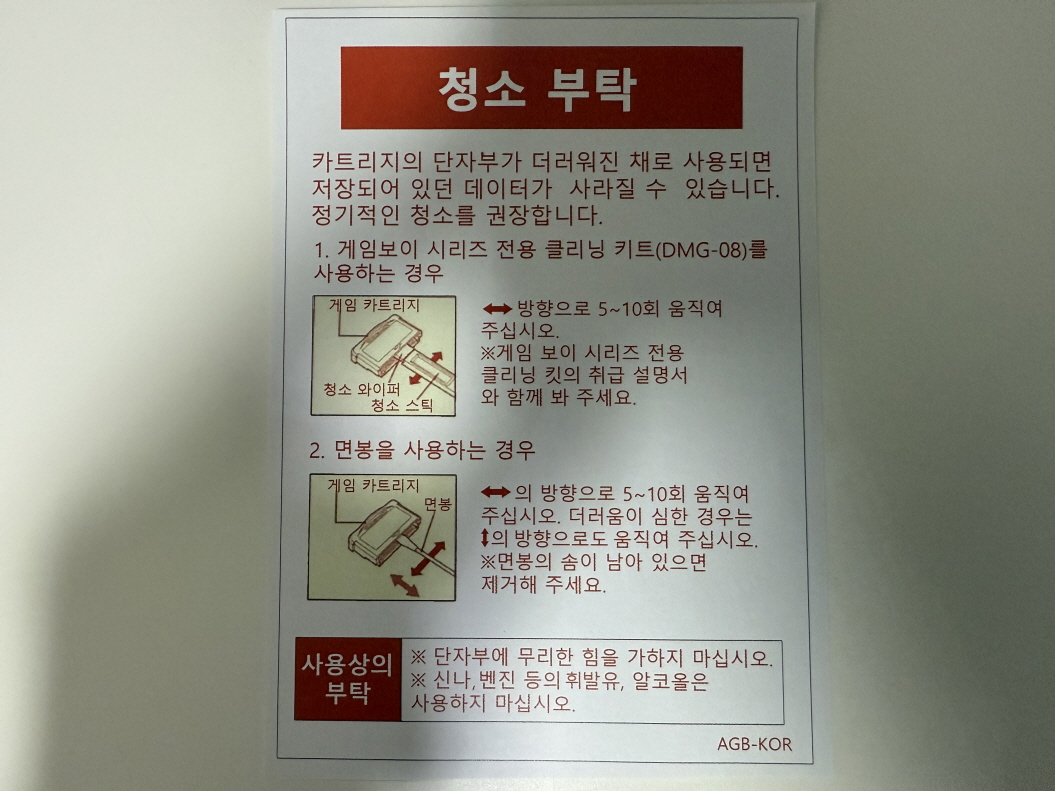 청소 부탁
카트리지의 단자부가 더러워진 채로 사용되면
저장되어 있던 데이터가 사라질 수 있습니다.
정기적인 청소를 권장합니다.
1. 게임보이 시리즈 전용 클리닝 키트(DMG-08)를
사용하는 경우
게임 카트리지
청소 와이퍼
청소 스틱
↔ 방향으로 5~10회 움직여
주십시오.
※게임 보이 시리즈 전용
클리닝 킷의 취급 설명서
와 함께 봐 주세요.
2. 면봉을 사용하는 경우
게임 카트리지
면봉
↔ 의 방향으로 5~10회 움직여
주십시오. 더러움이 심한 경우는
↕의 방향으로도 움직여 주십시오.
※면봉의 솜이 남아 있으면
제거해 주세요.
사용상의
부탁
※ 단자부에 무리한 힘을 가하지 마십시오.
※ 신나,벤진 등의 휘발유, 알코올은
사용하지 마십시오.
AGB-KOR